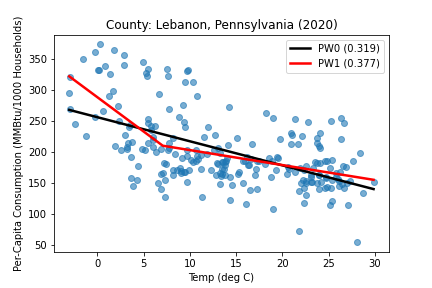 County: Lebanon, Pennsylvania (2020)
Per-Capita Consumption (MMBtu/1000 Households)
350
300
250
200
150
100
50
PW0 (0.319)
PW1 (0.377)
0 5 10 15 20 25 30
Temp (deg C)